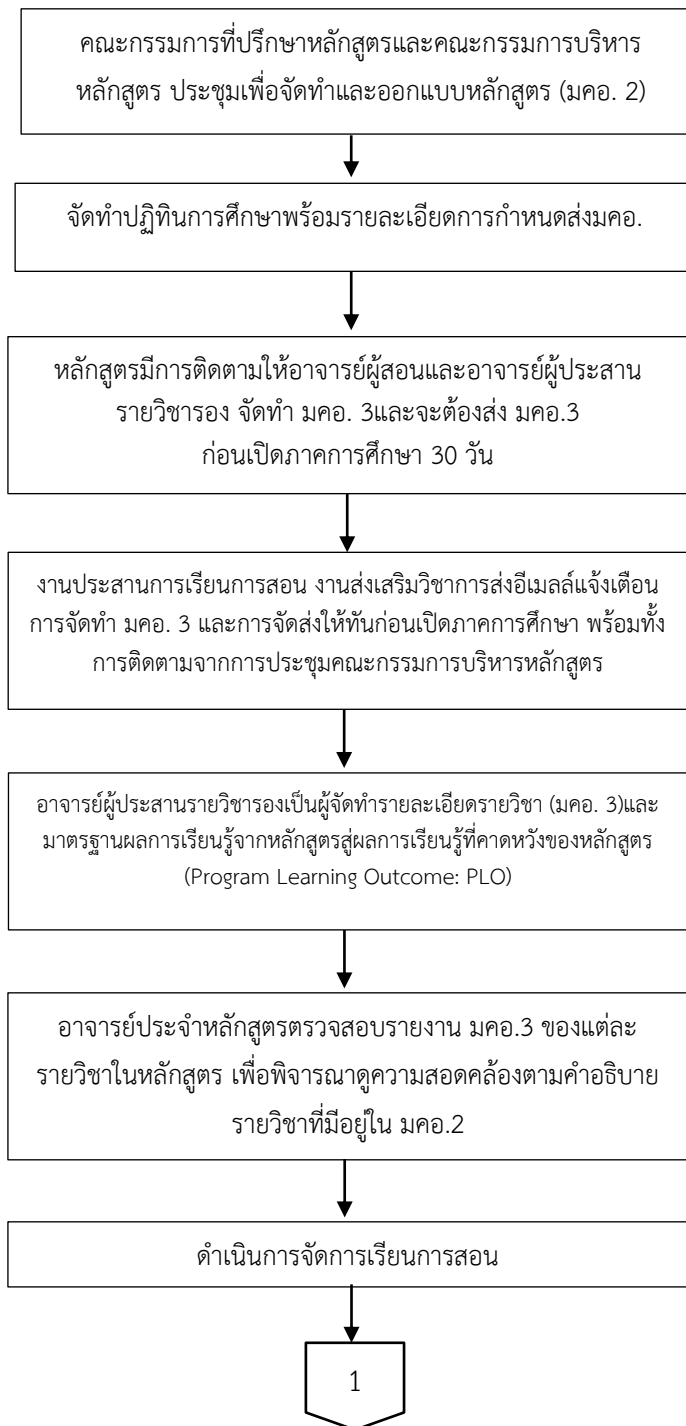 คณะกรรมการที่ปรึกษาหลักสูตรและคณะกรรมการบริหาร
หลักสูตร ประชุมเพื่อจัดทำและออกแบบหลักสูตร (มคอ. 2)
จัดทำปฏิทินการศึกษาพร้อมรายละเอียดการกำหนดส่งมคอ.
หลักสูตรมีการติดตามให้อาจารย์ผู้สอนและอาจารย์ผู้ประสาน
รายวิชารอง จัดทำ มคอ. 3และจะต้องส่ง มคอ.3
ก่อนเปิดภาคการศึกษา 30 วัน
งานประสานการเรียนการสอน งานส่งเสริมวิชาการส่งอีเมลล์แจ้งเตือน
การจัดทำ มคอ. 3 และการจัดส่งให้ทันก่อนเปิดภาคการศึกษา พร้อมทั้ง
การติดตามจากการประชุมคณะกรรมการบริหารหลักสูตร
อาจารย์ผู้ประสานรายวิชารองเป็นผู้จัดทำรายละเอียดรายวิชา (มคอ. 3)และ
มาตรฐานผลการเรียนรู้จากหลักสูตรสู่ผลการเรียนรู้ที่คาดหวังของหลักสูตร
(Program Learning Outcome: PLO)
อาจารย์ประจำหลักสูตรตรวจสอบรายงาน มคอ.3 ของแต่ละ
รายวิชาในหลักสูตร เพื่อพิจารณาดูความสอดคล้องตามคำอธิบาย
รายวิชาที่มีอยู่ใน มคอ.2
ดำเนินการจัดการเรียนการสอน
1